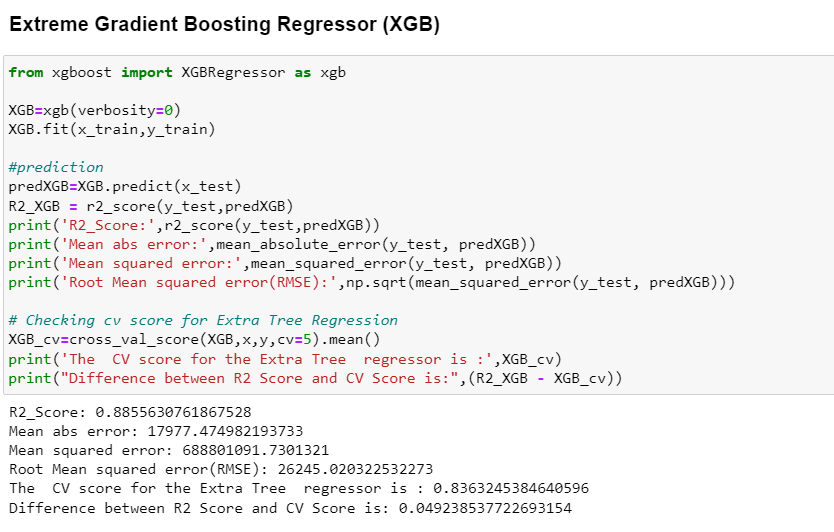 Extreme Gradient Boosting Regressor (XGB)
from xgboost import XGBRegressor as xgb
XGB=xgb(verbosity=0)
XGB.fit(x_train,y_train)
#prediction
predXGB=XGB.predict(x_test)
R2_XGB = r2_score(y_test,predXGB)
print('R2_Score:',r2_score(y_test,predXGB))
print('Mean abs error:',mean_absolute_error(y_test, predXGB))
print('Mean squared error:',mean_squared_error(y_test, predXGB))
print('Root Mean squared error(RMSE):',np.sqrt(mean_squared_error(y_test, predXGB)))
# Checking cv score for Extra Tree Regression
XGB_cv=cross_val_score(XGB,x,y,cv=5).mean()
print('The  CV score for the Extra Tree  regressor is :',XGB_cv)
print("Difference between R2 Score and CV Score is:",(R2_XGB - XGB_cv))
R2_Score: 0.8855630761867528
Mean abs error: 17977.474982193733
Mean squared error: 688801091.7301321
Root Mean squared error(RMSE): 26245.020322532273
The  CV score for the Extra Tree  regressor is : 0.8363245384640596
Difference between R2 Score and CV Score is: 0.049238537722693154